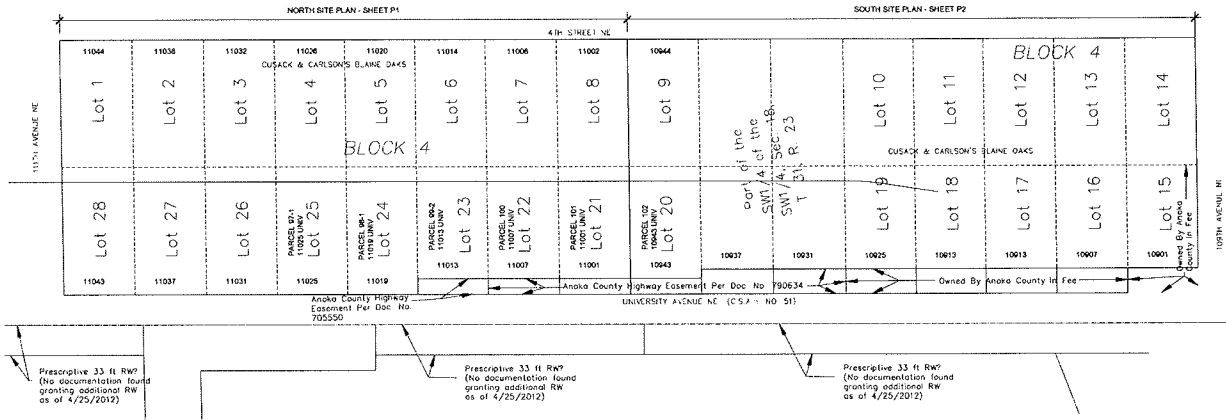 NORTH SITE PLAN - SHEET P1
SOUTH SITE PLAN - SHEET P2
4TH STREET NE
11044
11038
11032
11026
11020
11014
11006
11002
10944
BLOCK 4
CUSACK & CARLSON'S BLAINE OAKS
Lot 1
Lot 2
Lot 3
Lot 4
Lot 5
Lot 6
Lot 7
Lot 8
Lot 9
Lot 10
Lot 11
Lot 12
Lot 13
Lot 14
111TH AVENUE NE
BLOCK 4
Part of the
SW1/4 of the
SW1/4, Sec. 18,
T. 31, R. 23
CUSACK & CARLSON'S BLAINE OAKS
109TH AVENUE NE
Lot 28
Lot 27
Lot 26
PARCEL 97-1
11025 UNIV
Lot 25
PARCEL 98-1
11019 UNIV
Lot 24
PARCEL 99-2
11013 UNIV
Lot 23
PARCEL 100
11007 UNIV
Lot 22
PARCEL 101
11001 UNIV
Lot 21
PARCEL 102
10943 UNIV
Lot 20
Lot 19
Lot 18
Lot 17
Lot 16
Lot 15
11043
11037
11031
11025
11019
11013
11007
11001
10943
10937
10931
10925
10919
10913
10907
10901
Owned By Anoka
County In Fee
Anoka County Highway Easement Per Doc No. 790634
Owned By Anoka County In Fee
Anoka County Highway
Easement Per Doc No.
705550
UNIVERSITY AVENUE NE (C.S.A.H. NO 51)
Prescriptive 33 ft RW?
(No documentation found
granting additional RW
as of 4/25/2012)
Prescriptive 33 ft RW?
(No documentation found
granting additional RW
as of 4/25/2012)
Prescriptive 33 ft RW?
(No documentation found
granting additional RW
as of 4/25/2012)